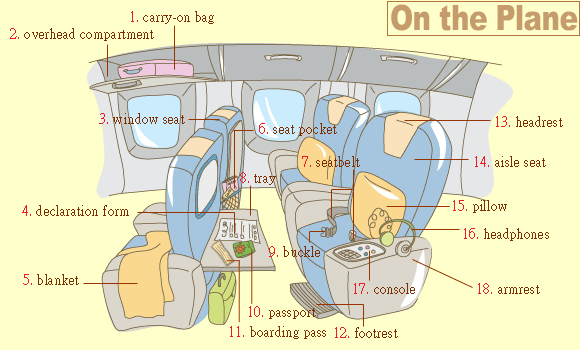 On the Plane
1. carry-on bag
2. overhead compartment
3. window seat
6. seat pocket
13. headrest
7. seatbelt
14. aisle seat
8. tray
4. declaration form
15. pillow
16. headphones
9. buckle
5. blanket
17. console
18. armrest
10. passport
11. boarding pass
12. footrest